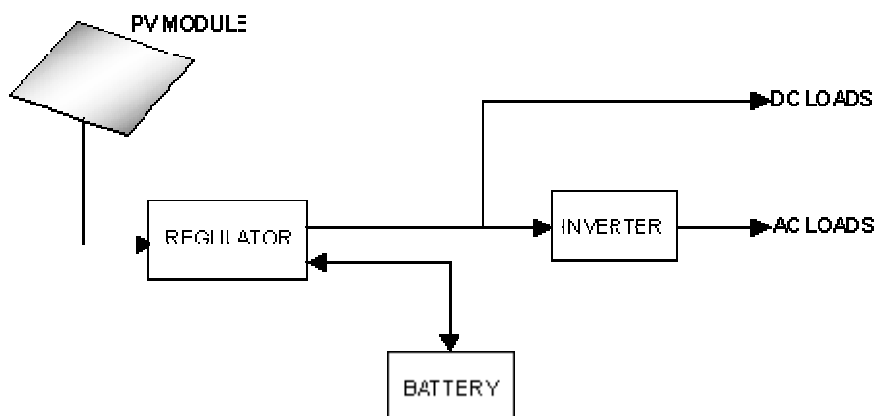 PV MODULE
DC LOADS
REGULATOR
INVERTER
AC LOADS
BATTERY